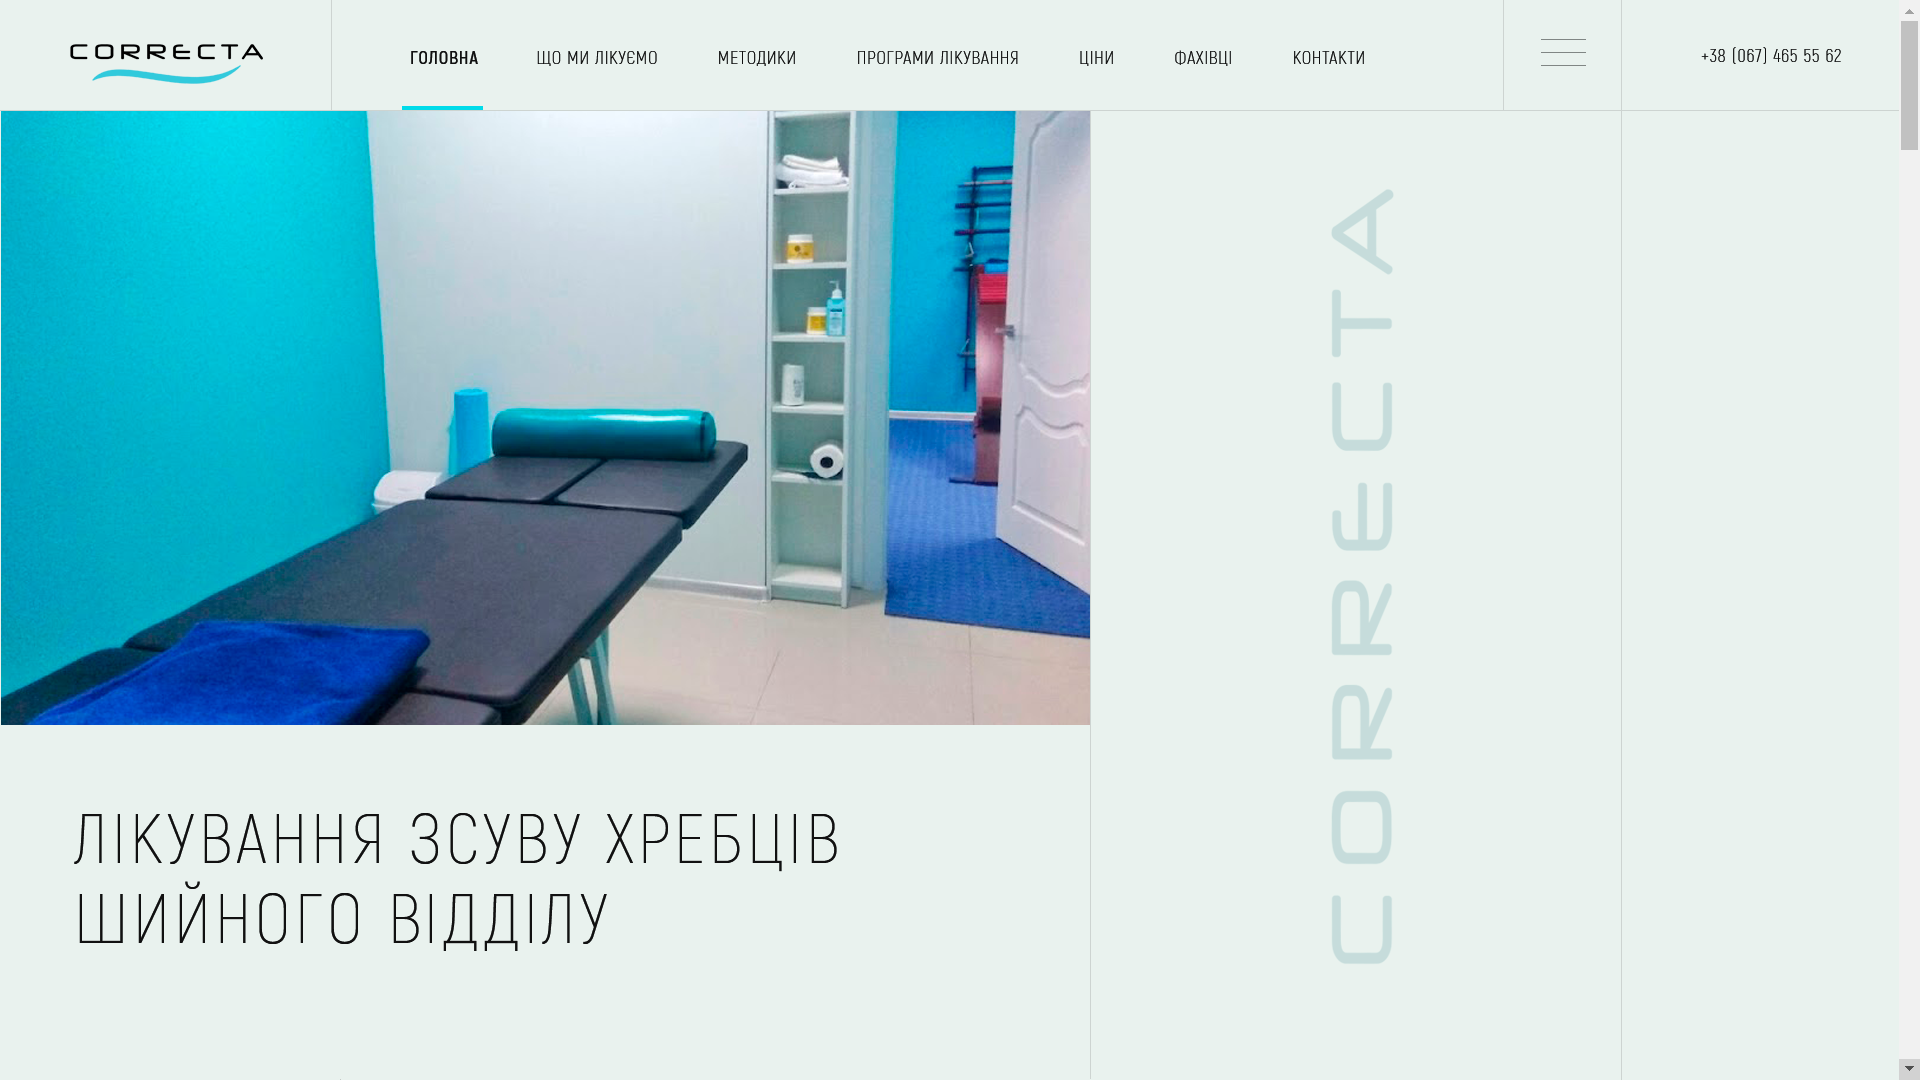 CORRECTA
ГОЛОВНА
ЩО МИ ЛІКУЄМО
МЕТОДИКИ
ПРОГРАМИ ЛІКУВАННЯ
ЦІНИ
ФАХІВЦІ
КОНТАКТИ
+38 (067) 465 55 62
CORRECTA
ЛІКУВАННЯ ЗСУВУ ХРЕБЦІВ
ШИЙНОГО ВІДДІЛУ